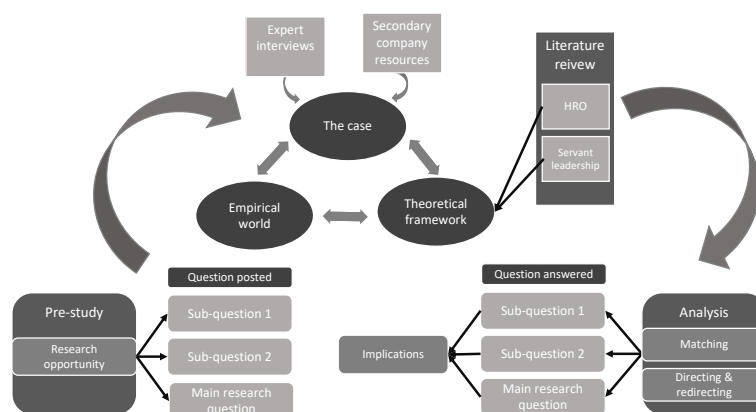 Expert
interviews
Secondary
company
resources
Literature
reivew
HRO
Servant
leadership
The case
Empirical
world
Theoretical
framework
Question posted
Pre-study
Research
opportunity
Sub-question 1
Sub-question 2
Main research
question
Question answered
Implications
Sub-question 1
Sub-question 2
Main research
question
Analysis
Matching
Directing &
redirecting